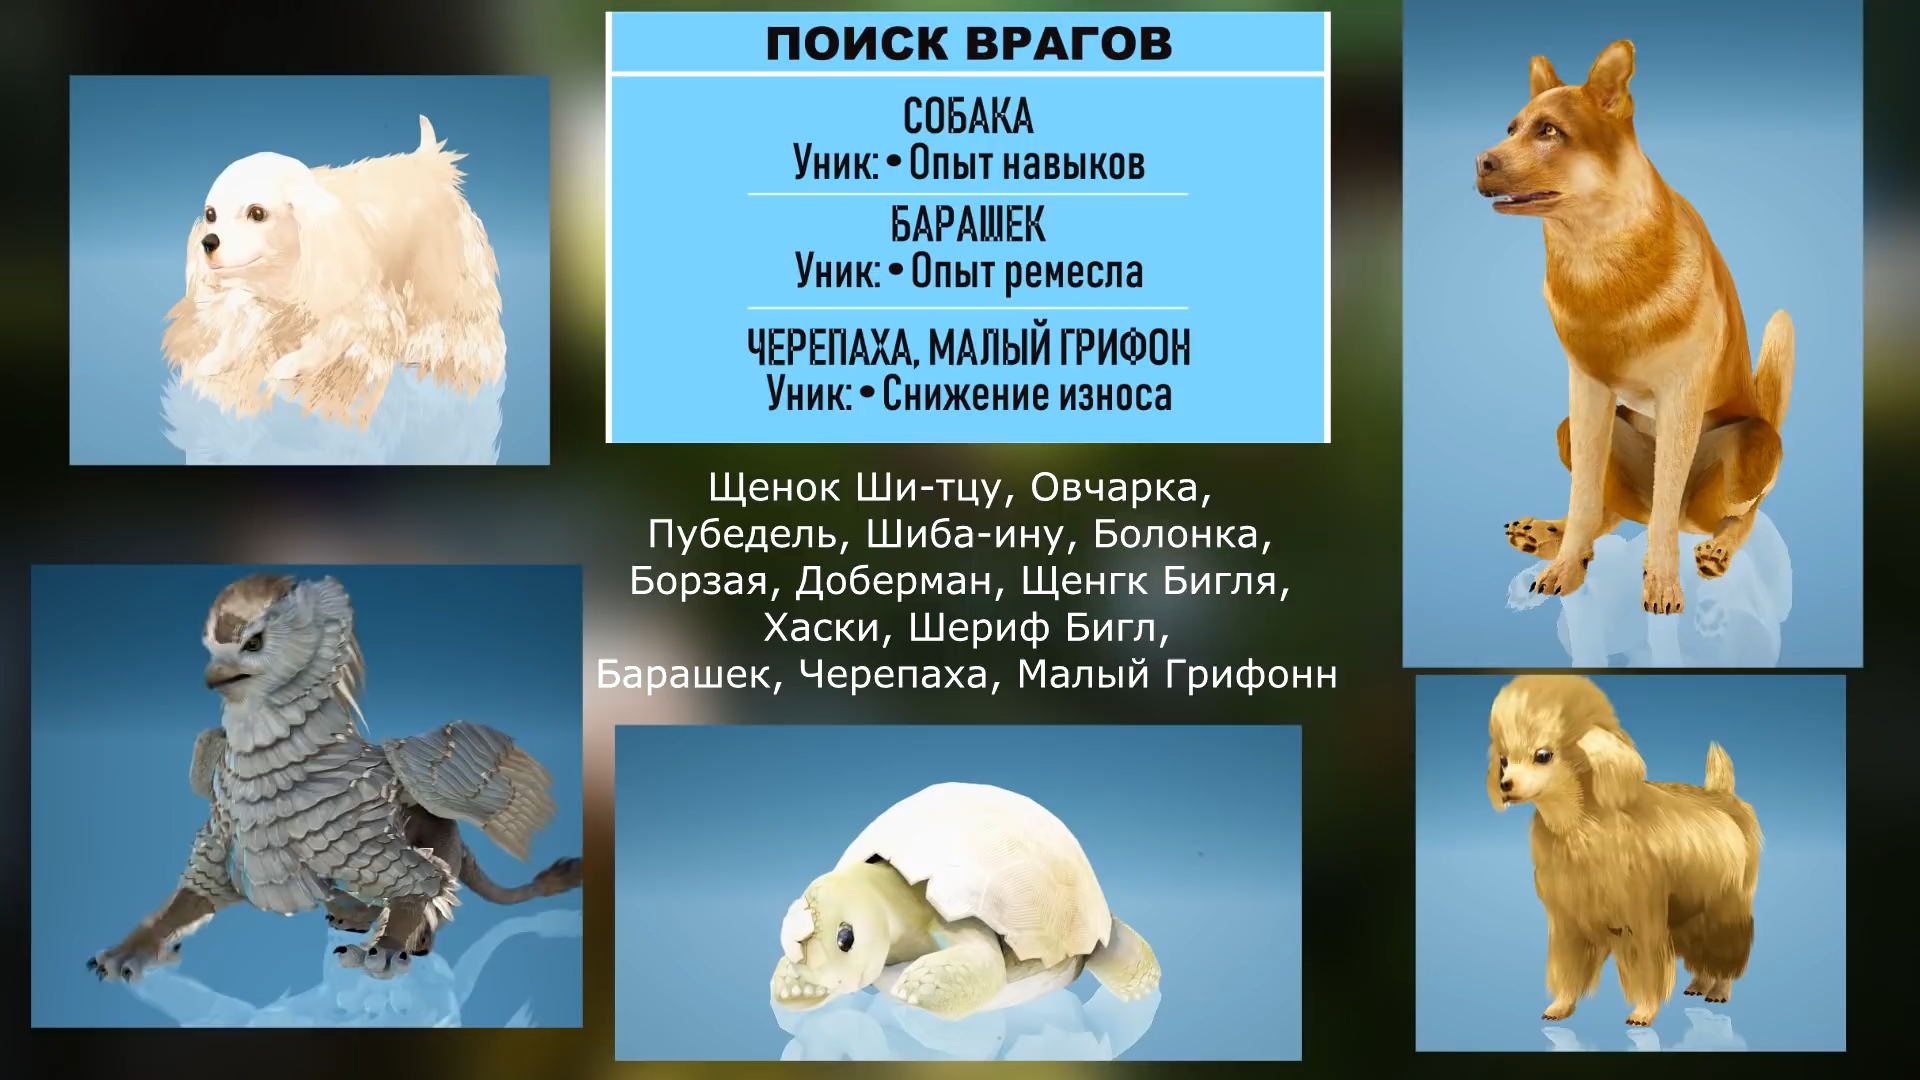 ПОИСК ВРАГОВ
СОБАКА
Уник: • Опыт навыков
БАРАШЕК
Уник: • Опыт ремесла
ЧЕРЕПАХА, МАЛЫЙ ГРИФОН
Уник: • Снижение износа
Щенок Ши-тцу, Овчарка,
Пубедель, Шиба-ину, Болонка,
Борзая, Доберман, Щенгк Бигля,
Хаски, Шериф Бигл,
Барашек, Черепаха, Малый Грифонн